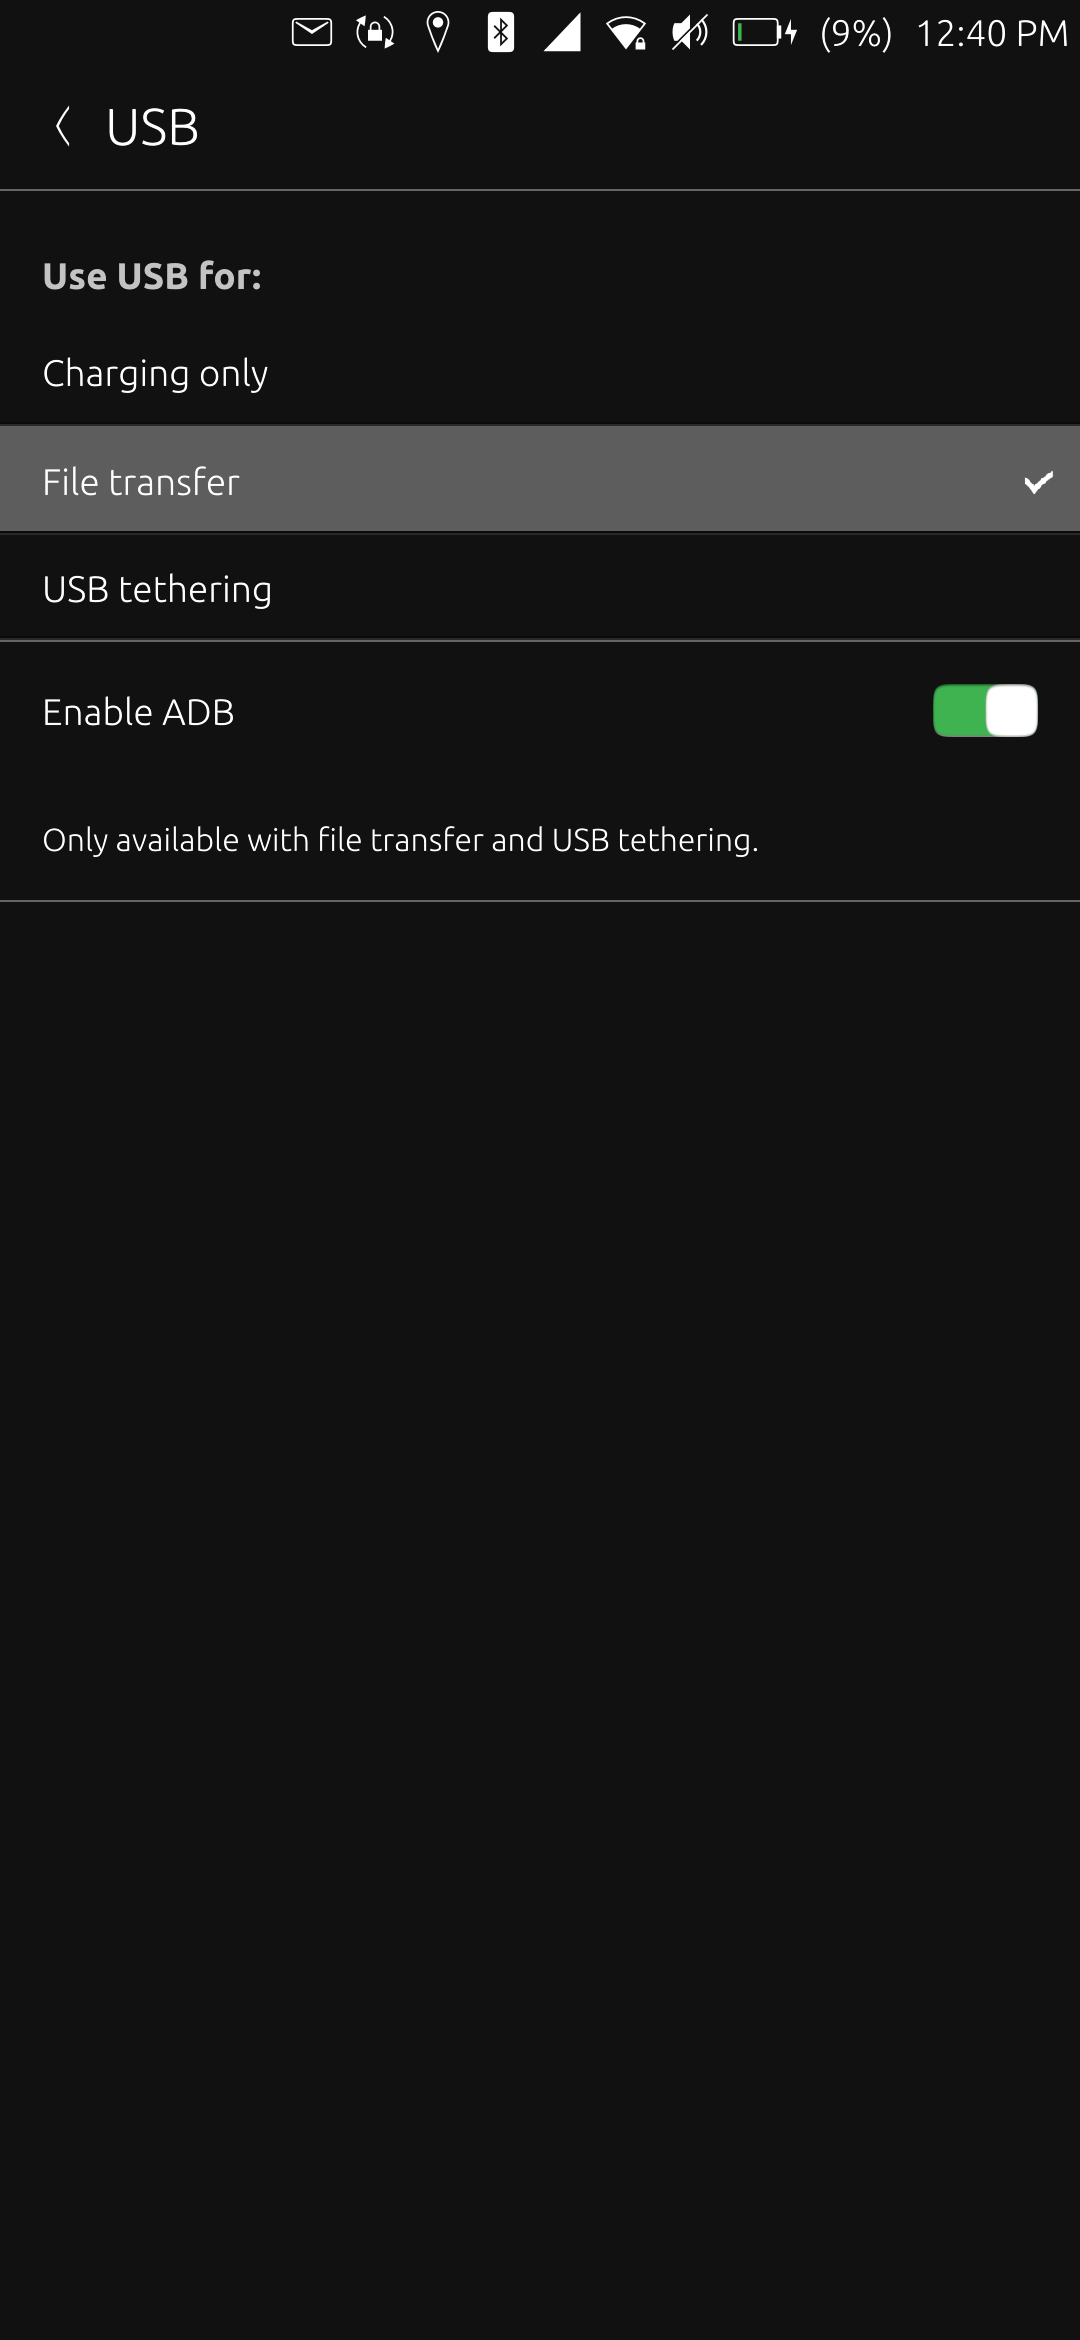 (9%) 12:40 PM
USB
Use USB for:
Charging only
File transfer
USB tethering
Enable ADB
Only available with file transfer and USB tethering.